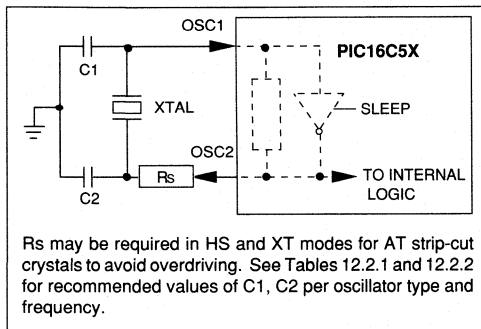 OSC1
C1
XTAL
PIC16C5X
SLEEP
OSC2
C2
Rs
TO INTERNAL
LOGIC
Rs may be required in HS and XT modes for AT strip-cut
crystals to avoid overdriving. See Tables 12.2.1 and 12.2.2
for recommended values of C1, C2 per oscillator type and
frequency.